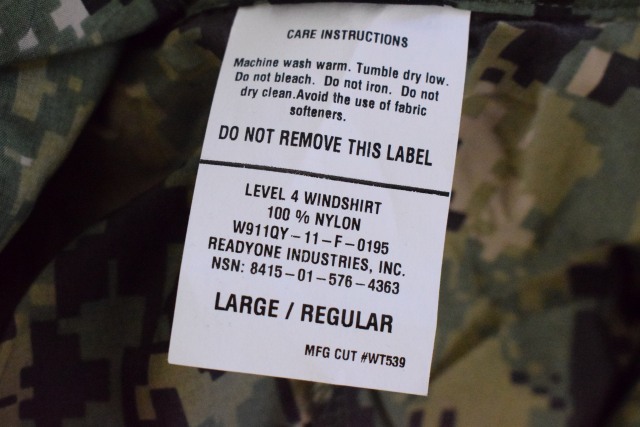 CARE INSTRUCTIONS
Machine wash warm. Tumble dry low.
Do not bleach. Do not iron. Do not
dry clean.Avoid the use of fabric
softeners.
DO NOT REMOVE THIS LABEL
LEVEL 4 WINDSHIRT
100 % NYLON
W911QY-11-F-0195
READYONE INDUSTRIES, INC.
NSN: 8415-01-576-4363
LARGE / REGULAR
MFG CUT #WT539